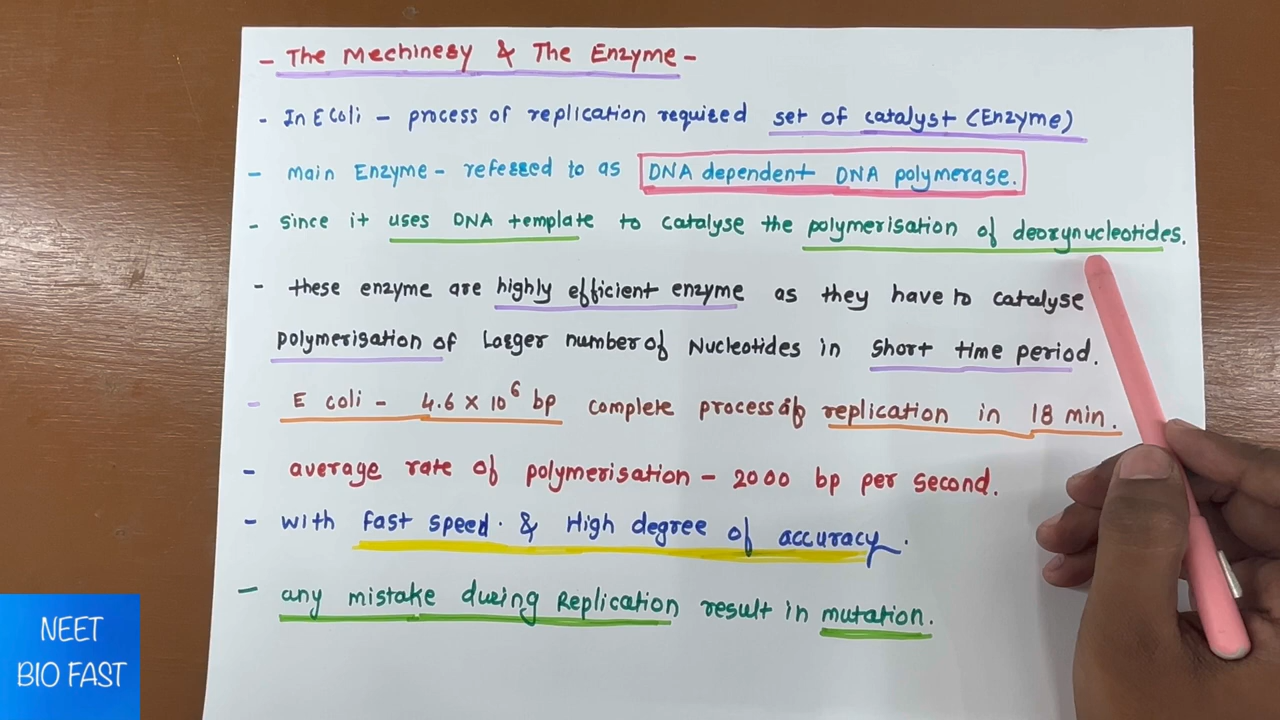 - The Mechinery & The Enzyme -
- In E Coli - process of replication required set of catalyst (Enzyme)
- main Enzyme - referred to as DNA dependent DNA polymerase.
- since it uses DNA template to catalyse the polymerisation of deoxynucleotides.
- these enzyme are highly efficient enzyme as they have to catalyse
polymerisation of Larger number of Nucleotides in short time period.
- E coli - 4.6 × 10⁶ bp complete process of replication in 18 min.
- average rate of polymerisation - 2000 bp per second.
- with fast speed. & High degree of accuracy.
- any mistake during Replication result in mutation.
NEET
BIO FAST